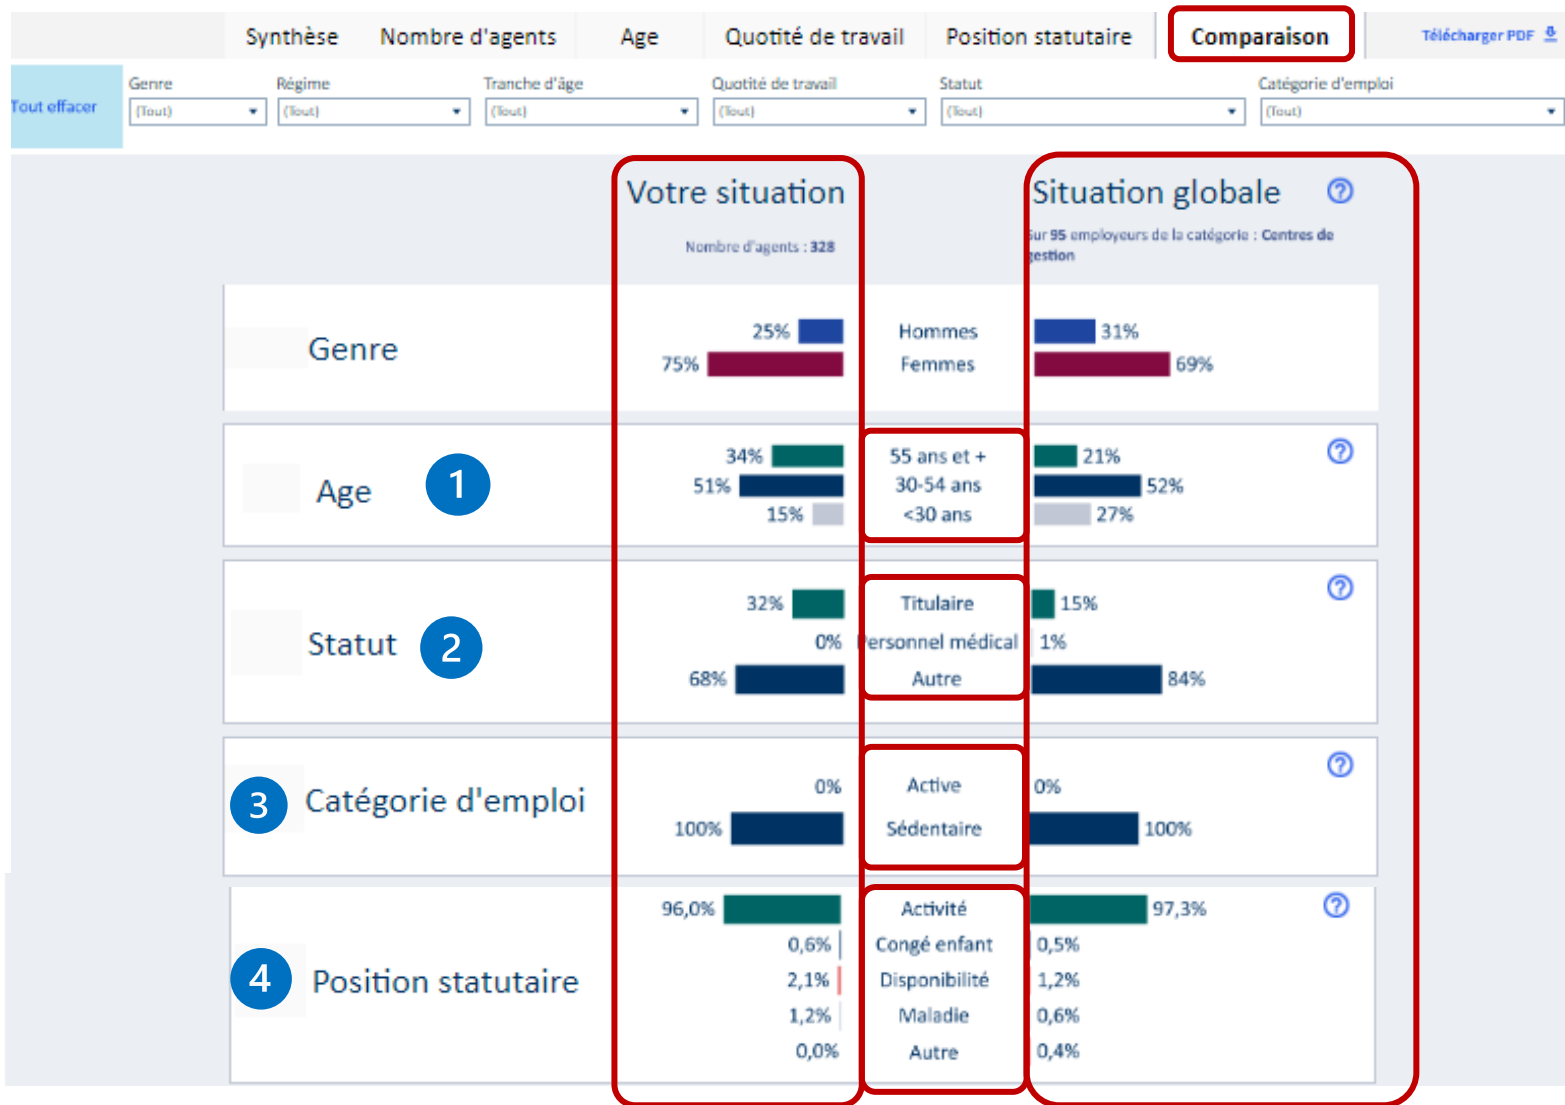 Synthèse Nombre d'agents Age Quotité de travail Position statutaire Comparaison Télécharger PDF
Tout effacer
Genre Régime Tranche d'âge Quotité de travail Statut Catégorie d'emploi
(Tout) (Tout) (Tout) (Tout) (Tout) (Tout)
Votre situation Situation globale ?
Nombre d'agents : 328
Sur 95 employeurs de la catégorie : Centres de
gestion
Genre
25% Hommes 31%
75% Femmes 69%
Age 1 ?
34% 55 ans et + 21%
51% 30-54 ans 52%
15% <30 ans 27%
Statut 2 ?
32% Titulaire 15%
0% Personnel médical 1%
68% Autre 84%
3 Catégorie d'emploi ?
0% Active 0%
100% Sédentaire 100%
4 Position statutaire ?
96,0% Activité 97,3%
0,6% Congé enfant 0,5%
2,1% Disponibilité 1,2%
1,2% Maladie 0,6%
0,0% Autre 0,4%